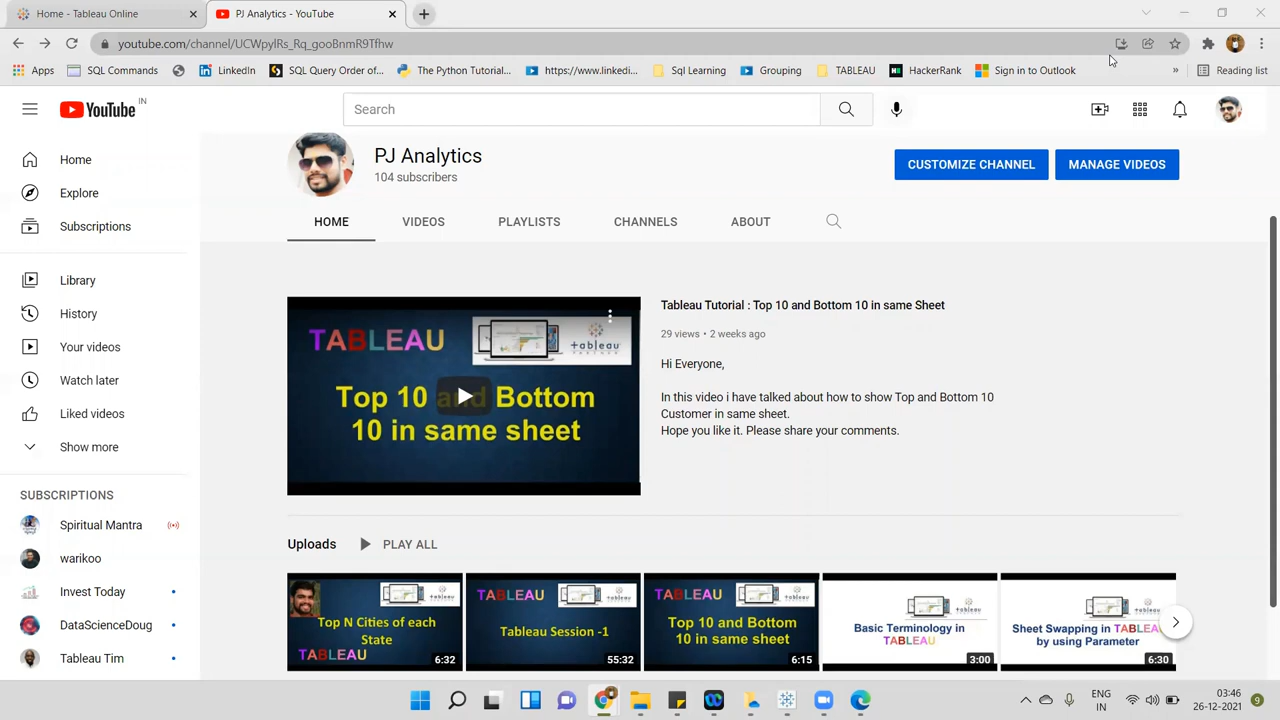 Home - Tableau Online
PJ Analytics - YouTube
youtube.com/channel/UCWpylRs_Rq_gooBnmR9Tfhw
Apps
SQL Commands
LinkedIn
SQL Query Order of...
The Python Tutorial...
https://www.linkedi...
Sql Learning
Grouping
TABLEAU
HackerRank
Sign in to Outlook
»
Reading list
YouTube IN
Search
Home
Explore
Subscriptions
Library
History
Your videos
Watch later
Liked videos
Show more
SUBSCRIPTIONS
Spiritual Mantra
warikoo
Invest Today
DataScienceDoug
Tableau Tim
PJ Analytics
104 subscribers
CUSTOMIZE CHANNEL
MANAGE VIDEOS
HOME
VIDEOS
PLAYLISTS
CHANNELS
ABOUT
TABLEAU
+ableau
Top 10 and Bottom
10 in same sheet
Tableau Tutorial : Top 10 and Bottom 10 in same Sheet
29 views • 2 weeks ago
Hi Everyone,
In this video i have talked about how to show Top and Bottom 10
Customer in same sheet.
Hope you like it. Please share your comments.
Uploads
PLAY ALL
Top N Cities of each
State
TABLEAU
6:32
TABLEAU
Tableau Session -1
55:32
TABLEAU
Top 10 and Bottom
10 in same sheet
6:15
Basic Terminology in
TABLEAU
3:00
Sheet Swapping in TABLEA
by using Parameter
6:30
ENG
IN
03:46
26-12-2021
9